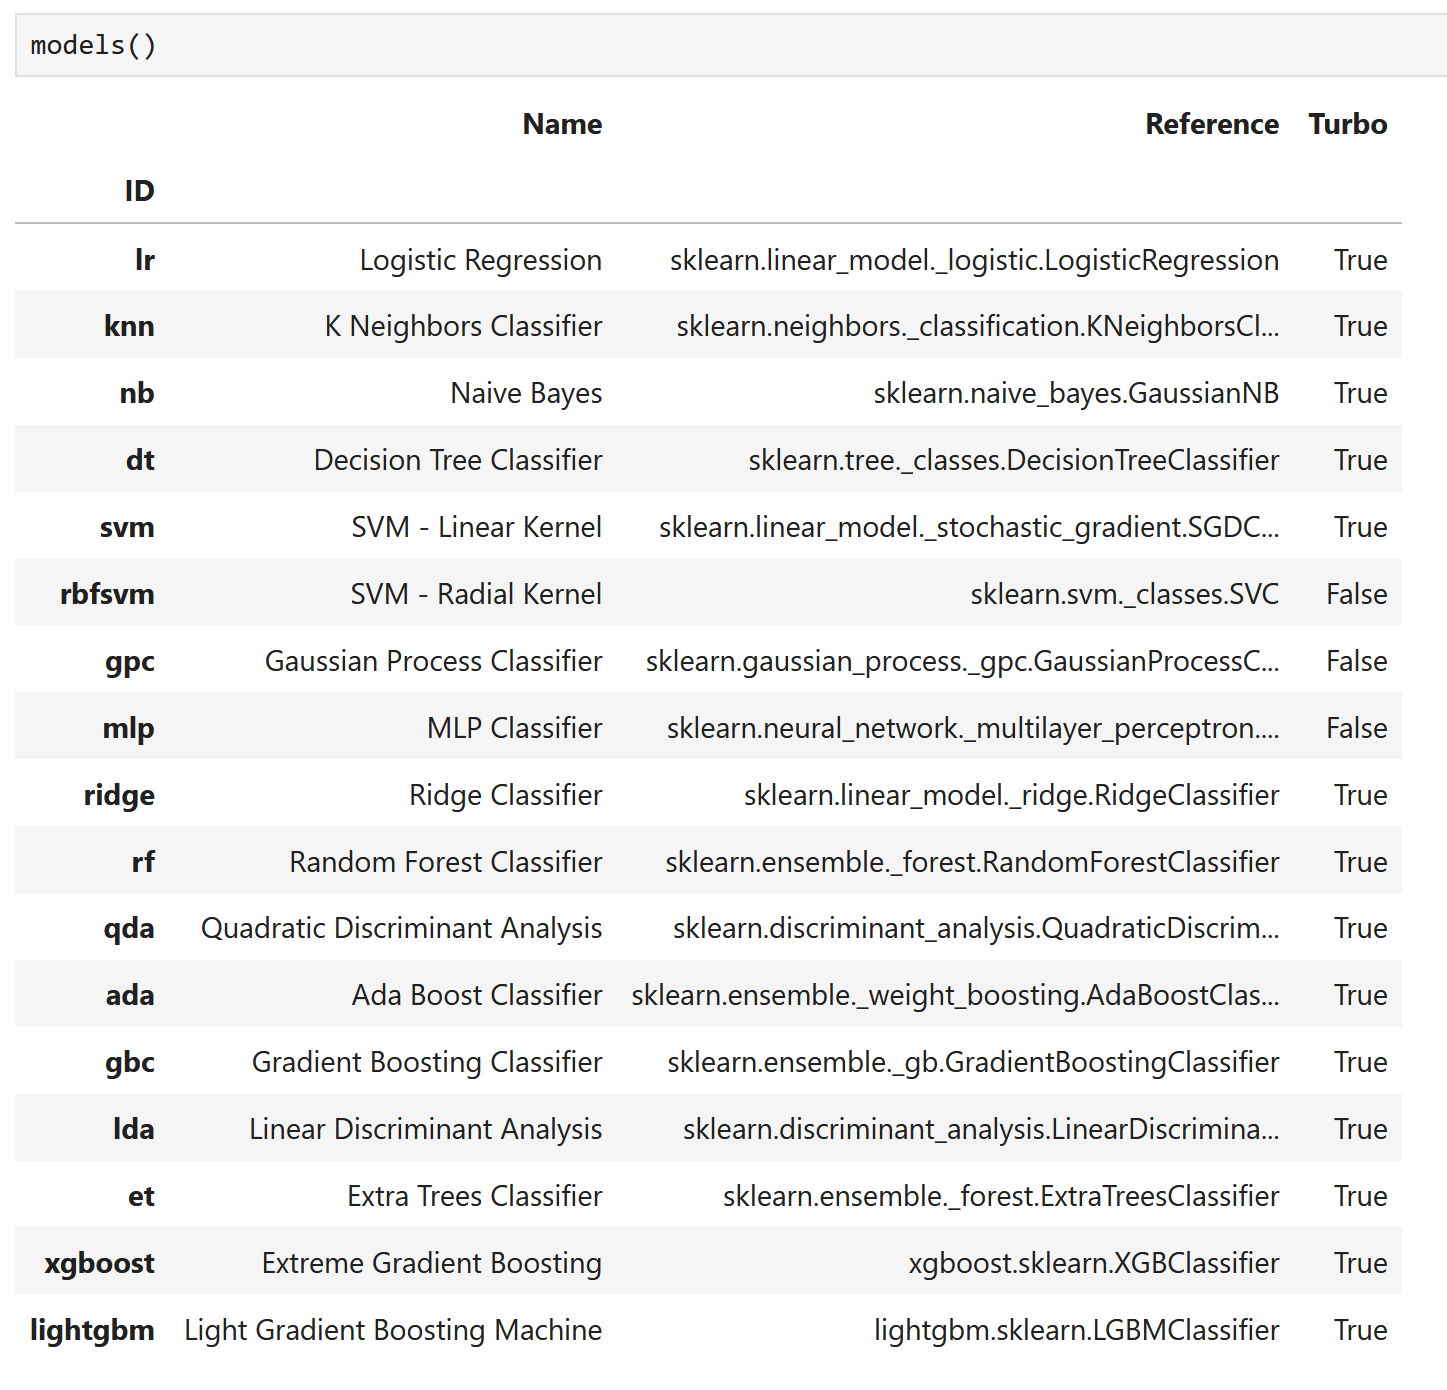 models()
Name Reference Turbo
ID
lr Logistic Regression sklearn.linear_model._logistic.LogisticRegression True
knn K Neighbors Classifier sklearn.neighbors._classification.KNeighborsCl... True
nb Naive Bayes sklearn.naive_bayes.GaussianNB True
dt Decision Tree Classifier sklearn.tree._classes.DecisionTreeClassifier True
svm SVM - Linear Kernel sklearn.linear_model._stochastic_gradient.SGDC... True
rbfsvm SVM - Radial Kernel sklearn.svm._classes.SVC False
gpc Gaussian Process Classifier sklearn.gaussian_process._gpc.GaussianProcessC... False
mlp MLP Classifier sklearn.neural_network._multilayer_perceptron.... False
ridge Ridge Classifier sklearn.linear_model._ridge.RidgeClassifier True
rf Random Forest Classifier sklearn.ensemble._forest.RandomForestClassifier True
qda Quadratic Discriminant Analysis sklearn.discriminant_analysis.QuadraticDiscrim... True
ada Ada Boost Classifier sklearn.ensemble._weight_boosting.AdaBoostClas... True
gbc Gradient Boosting Classifier sklearn.ensemble._gb.GradientBoostingClassifier True
lda Linear Discriminant Analysis sklearn.discriminant_analysis.LinearDiscrimina... True
et Extra Trees Classifier sklearn.ensemble._forest.ExtraTreesClassifier True
xgboost Extreme Gradient Boosting xgboost.sklearn.XGBClassifier True
lightgbm Light Gradient Boosting Machine lightgbm.sklearn.LGBMClassifier True